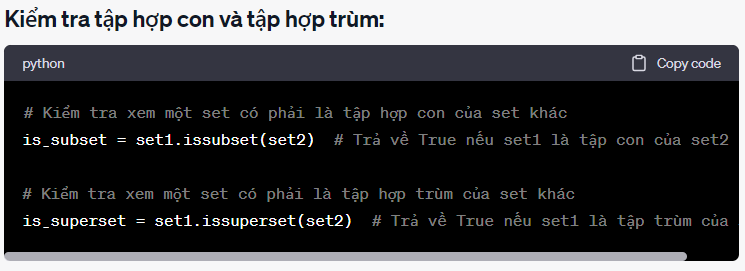 Kiểm tra tập hợp con và tập hợp trùm:
python Copy code
# Kiểm tra xem một set có phải là tập hợp con của set khác
is_subset = set1.issubset(set2)  # Trả về True nếu set1 là tập con của set2
# Kiểm tra xem một set có phải là tập hợp trùm của set khác
is_superset = set1.issuperset(set2)  # Trả về True nếu set1 là tập trùm của